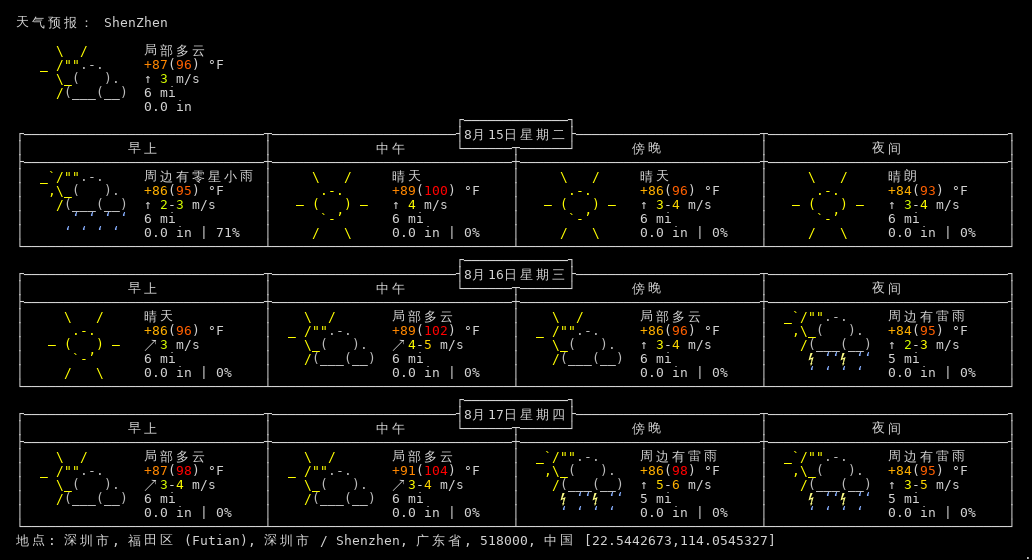 天气预报： ShenZhen
局部多云
+87(96) °F
↑ 3 m/s
6 mi
0.0 in
8月15日星期二
早上 中午 傍晚 夜间
周边有零星小雨 晴天 晴天 晴朗
+86(95) °F +89(100) °F +86(96) °F +84(93) °F
↑ 2-3 m/s ↑ 4 m/s ↑ 3-4 m/s ↑ 3-4 m/s
6 mi 6 mi 6 mi 6 mi
0.0 in | 71% 0.0 in | 0% 0.0 in | 0% 0.0 in | 0%
8月16日星期三
早上 中午 傍晚 夜间
晴天 局部多云 局部多云 周边有雷雨
+86(96) °F +89(102) °F +86(96) °F +84(95) °F
↗3 m/s ↗4-5 m/s ↑ 3-4 m/s ↑ 2-3 m/s
6 mi 6 mi 6 mi 5 mi
0.0 in | 0% 0.0 in | 0% 0.0 in | 0% 0.0 in | 0%
8月17日星期四
早上 中午 傍晚 夜间
局部多云 局部多云 周边有雷雨 周边有雷雨
+87(98) °F +91(104) °F +86(98) °F +84(95) °F
↗3-4 m/s ↗3-4 m/s ↑ 5-6 m/s ↑ 3-5 m/s
6 mi 6 mi 5 mi 5 mi
0.0 in | 0% 0.0 in | 0% 0.0 in | 0% 0.0 in | 0%
地点: 深圳市, 福田区 (Futian), 深圳市 / Shenzhen, 广东省, 518000, 中国 [22.5442673,114.0545327]